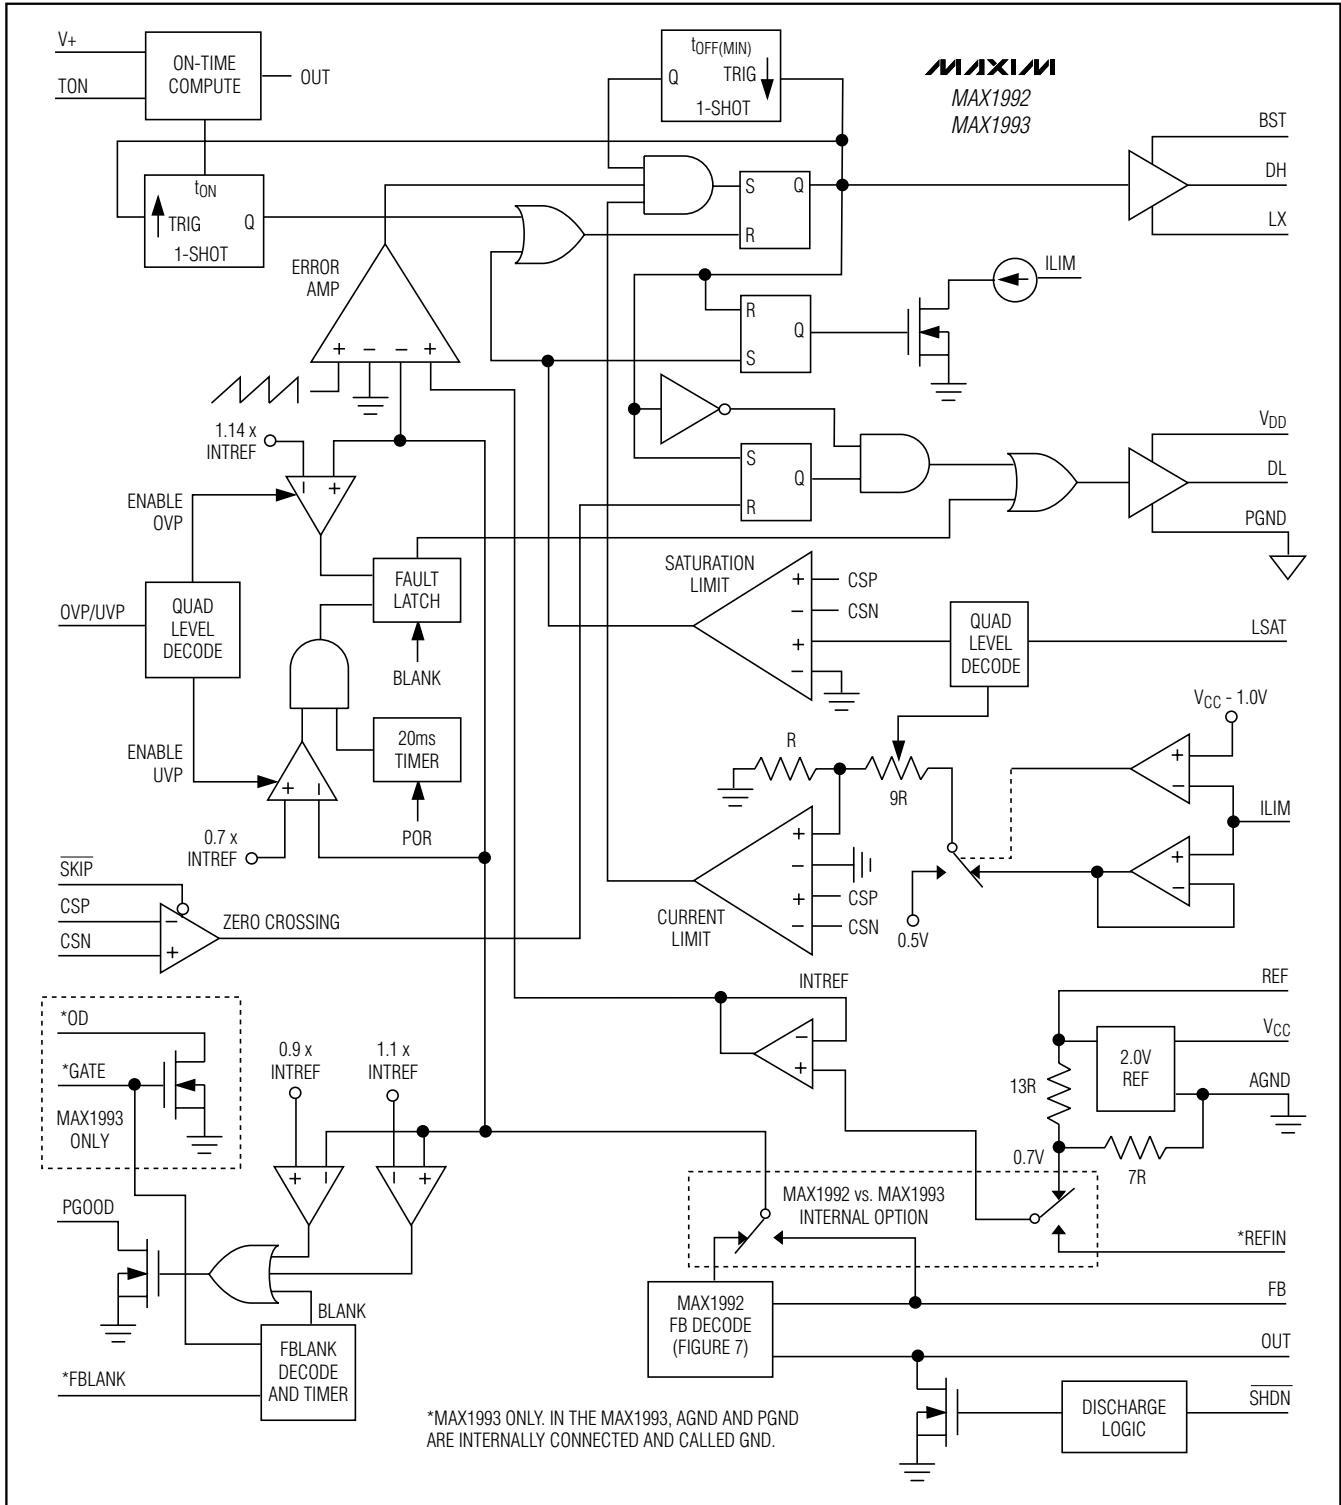 V+
TON
ON-TIME
COMPUTE
OUT
tON
TRIG
Q
1-SHOT
tOFF(MIN)
Q
TRIG
1-SHOT
MAXIM
MAX1992
MAX1993
BST
DH
LX
S
Q
R
ERROR
AMP
+
–
–
+
R
Q
S
ILIM
1.14 x
INTREF
–
+
ENABLE
OVP
S
Q
R
VDD
DL
PGND
OVP/UVP
QUAD
LEVEL
DECODE
FAULT
LATCH
BLANK
SATURATION
LIMIT
+
CSP
–
CSN
+
–
QUAD
LEVEL
DECODE
LSAT
ENABLE
UVP
20ms
TIMER
POR
+
–
0.7 x
INTREF
R
9R
VCC - 1.0V
+
–
ILIM
+
–
0.5V
CURRENT
LIMIT
+
–
+
CSP
–
CSN
SKIP
CSP
CSN
–
+
ZERO CROSSING
INTREF
–
+
REF
VCC
2.0V
REF
AGND
13R
0.7V
7R
*OD
*GATE
MAX1993
ONLY
0.9 x
INTREF
1.1 x
INTREF
+
–
–
+
PGOOD
BLANK
FBLANK
DECODE
AND TIMER
*FBLANK
MAX1992 vs. MAX1993
INTERNAL OPTION
*REFIN
MAX1992
FB DECODE
(FIGURE 7)
FB
OUT
SHDN
DISCHARGE
LOGIC
*MAX1993 ONLY. IN THE MAX1993, AGND AND PGND
ARE INTERNALLY CONNECTED AND CALLED GND.